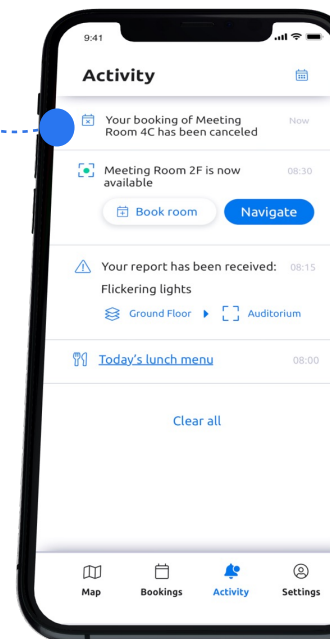 9:41
Activity
Your booking of Meeting
Room 4C has been canceled
Now
Meeting Room 2F is now
available
08:30
Book room
Navigate
Your report has been received:
08:15
Flickering lights
Ground Floor
Auditorium
Today's lunch menu
08:00
Clear all
Map
Bookings
Activity
Settings